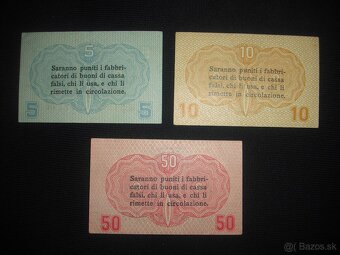 5
Saranno puniti i fabbri-
catori di buoni di cassa
falsi, chi li usa, e chi li
rimette in circolazione.
5 5
10
Saranno puniti i fabbri-
catori di buoni di cassa
falsi, chi li usa, e chi li
rimette in circolazione.
10 10
50
Saranno puniti i fabbri-
catori di buoni di cassa
falsi, chi li usa, e chi li
rimette in circolazione.
50 50
Bazos.sk